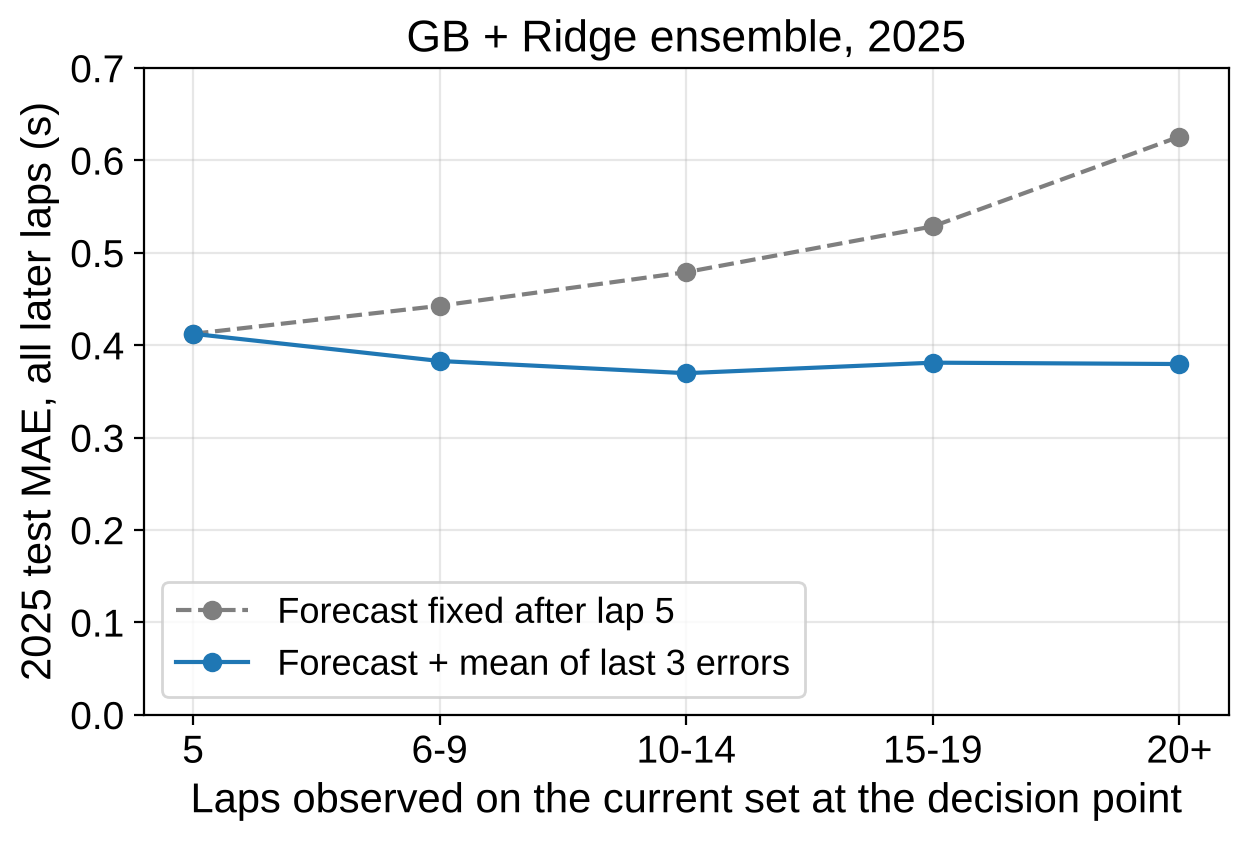 GB + Ridge ensemble, 2025
2025 test MAE, all later laps (s)
0.7
0.6
0.5
0.4
0.3
0.2
0.1
0.0
Forecast fixed after lap 5
Forecast + mean of last 3 errors
5 6-9 10-14 15-19 20+
Laps observed on the current set at the decision point